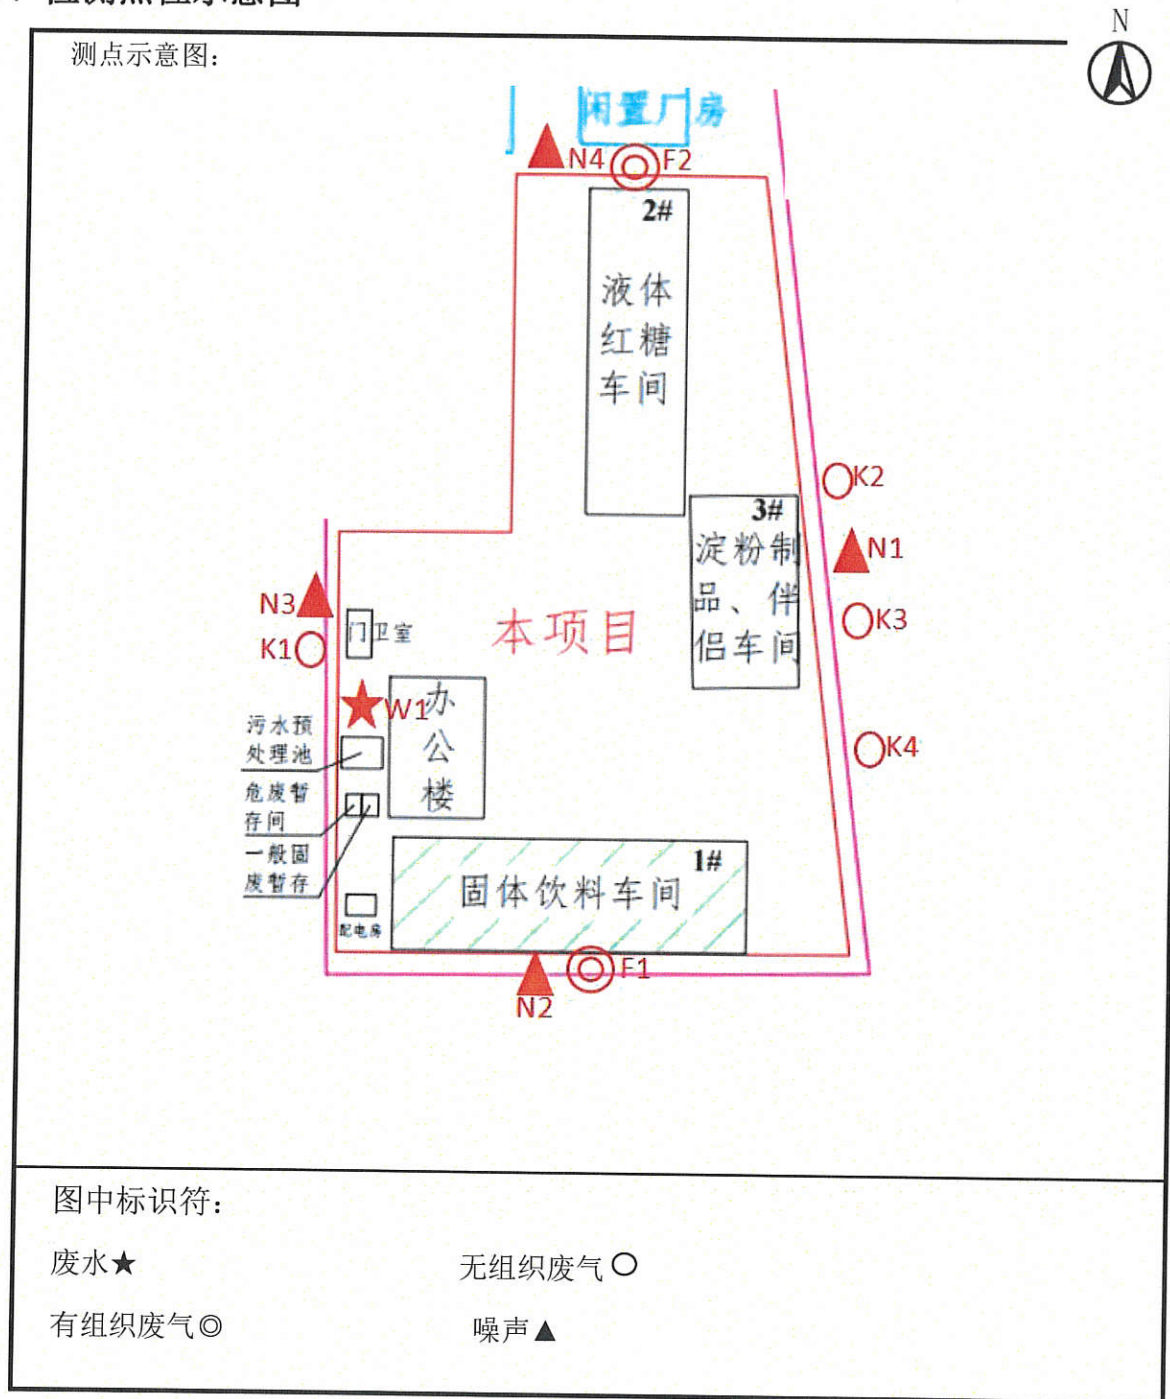 N
测点示意图：
闲置厂房
N4
F2
2#
液体
红糖
车间
K2
3#
淀粉制
品、伴
侣车间
N1
N3
K3
门卫室
本项目
K1
W1
办
公
楼
污水预
处理池
K4
危废暂
存间
一般固
废暂存
1#
固体饮料车间
配电房
F1
N2
图中标识符：
废水★
无组织废气○
有组织废气◎
噪声▲